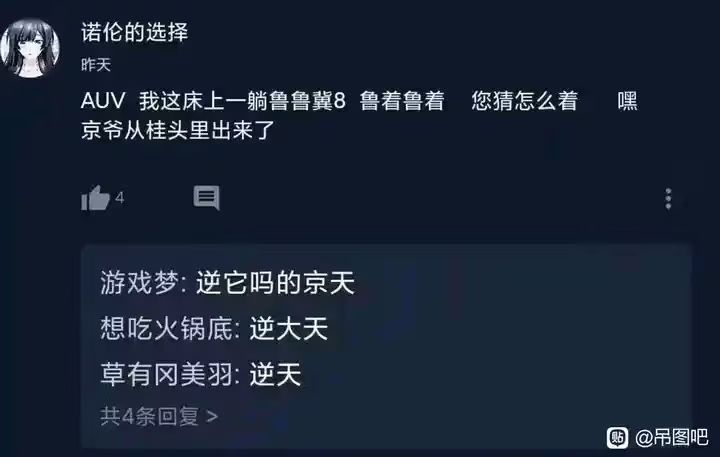 诺伦的选择
昨天
AUV 我这床上一躺鲁鲁冀8 鲁着鲁着 您猜怎么着 嘿
京爷从桂头里出来了
4
游戏梦: 逆它吗的京天
想吃火锅底: 逆大天
草有冈美羽: 逆天
共4条回复 >
贴 @吊图吧